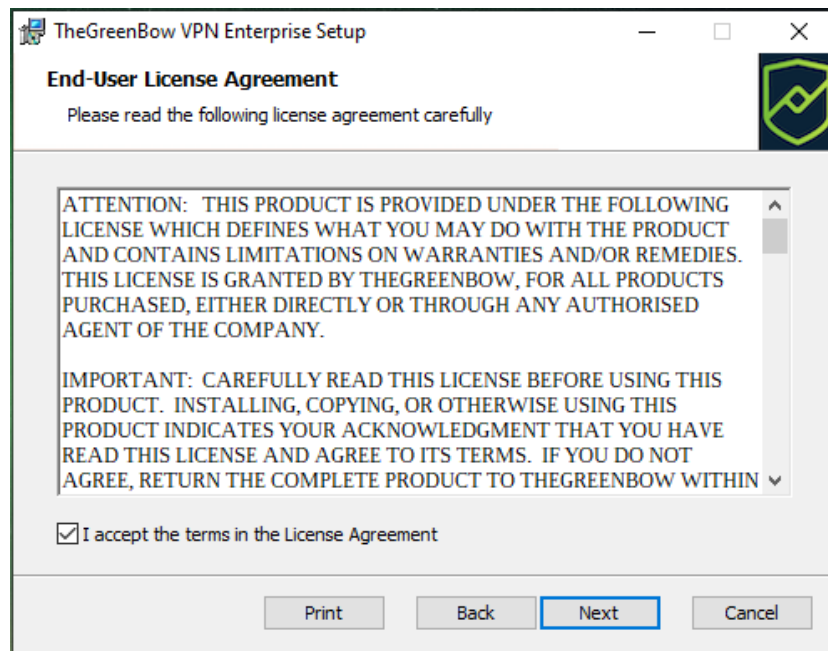 TheGreenBow VPN Enterprise Setup
End-User License Agreement
Please read the following license agreement carefully
ATTENTION:   THIS PRODUCT IS PROVIDED UNDER THE FOLLOWING
LICENSE WHICH DEFINES WHAT YOU MAY DO WITH THE PRODUCT
AND CONTAINS LIMITATIONS ON WARRANTIES AND/OR REMEDIES.
THIS LICENSE IS GRANTED BY THEGREENBOW, FOR ALL PRODUCTS
PURCHASED, EITHER DIRECTLY OR THROUGH ANY AUTHORISED
AGENT OF THE COMPANY.
IMPORTANT:  CAREFULLY READ THIS LICENSE BEFORE USING THIS
PRODUCT.  INSTALLING, COPYING, OR OTHERWISE USING THIS
PRODUCT INDICATES YOUR ACKNOWLEDGMENT THAT YOU HAVE
READ THIS LICENSE AND AGREE TO ITS TERMS.  IF YOU DO NOT
AGREE, RETURN THE COMPLETE PRODUCT TO THEGREENBOW WITHIN
I accept the terms in the License Agreement
Print Back Next Cancel